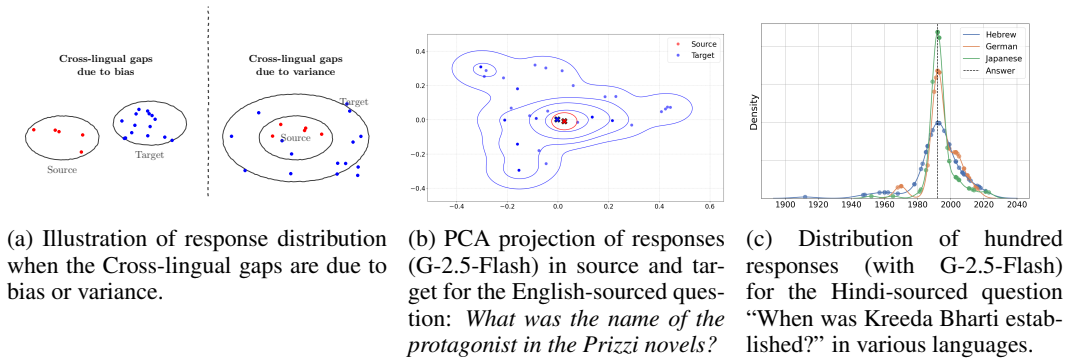 Cross-lingual gaps
due to bias
Cross-lingual gaps
due to variance
Source
Target
Target
Source
0.4
0.2
0.0
−0.2
−0.4
−0.4
−0.2
0.0
0.2
0.4
0.6
Source
Target
Density
Hebrew
German
Japanese
Answer
1900
1920
1940
1960
1980
2000
2020
2040
(a) Illustration of response distribution
when the Cross-lingual gaps are due to
bias or variance.
(b) PCA projection of responses
(G-2.5-Flash) in source and tar-
get for the English-sourced ques-
tion: What was the name of the
protagonist in the Prizzi novels?
(c) Distribution of hundred
responses (with G-2.5-Flash)
for the Hindi-sourced question
“When was Kreeda Bharti estab-
lished?” in various languages.